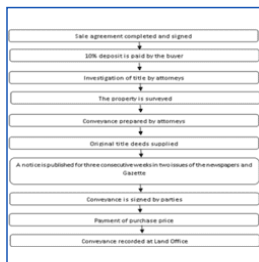 Sale agreement completed and signed
10% deposit is paid by the buyer
Investigation of title by attorneys
The property is surveyed
Conveyance prepared by attorneys
Original title deeds supplied
A notice is published for three consecutive weeks in two issues of the newspapers and
Gazette
Conveyance is signed by parties
Payment of purchase price
Conveyance recorded at Land Office